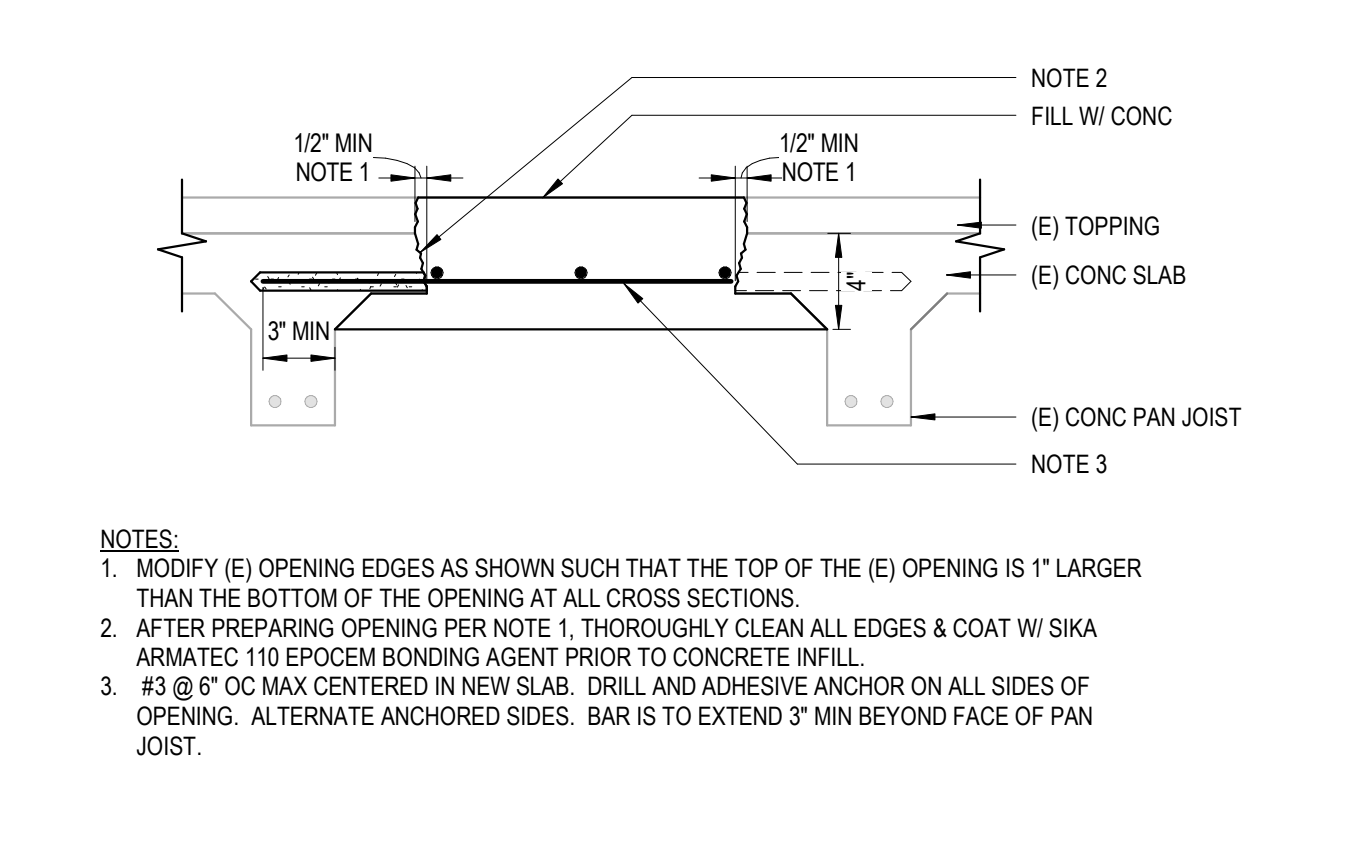 NOTE 2
FILL W/ CONC
1/2" MIN
NOTE 1
1/2" MIN
NOTE 1
(E) TOPPING
(E) CONC SLAB
4"
3" MIN
(E) CONC PAN JOIST
NOTE 3
NOTES:
1. MODIFY (E) OPENING EDGES AS SHOWN SUCH THAT THE TOP OF THE (E) OPENING IS 1" LARGER
THAN THE BOTTOM OF THE OPENING AT ALL CROSS SECTIONS.
2. AFTER PREPARING OPENING PER NOTE 1, THOROUGHLY CLEAN ALL EDGES & COAT W/ SIKA
ARMATEC 110 EPOCEM BONDING AGENT PRIOR TO CONCRETE INFILL.
3. #3 @ 6" OC MAX CENTERED IN NEW SLAB. DRILL AND ADHESIVE ANCHOR ON ALL SIDES OF
OPENING. ALTERNATE ANCHORED SIDES. BAR IS TO EXTEND 3" MIN BEYOND FACE OF PAN
JOIST.